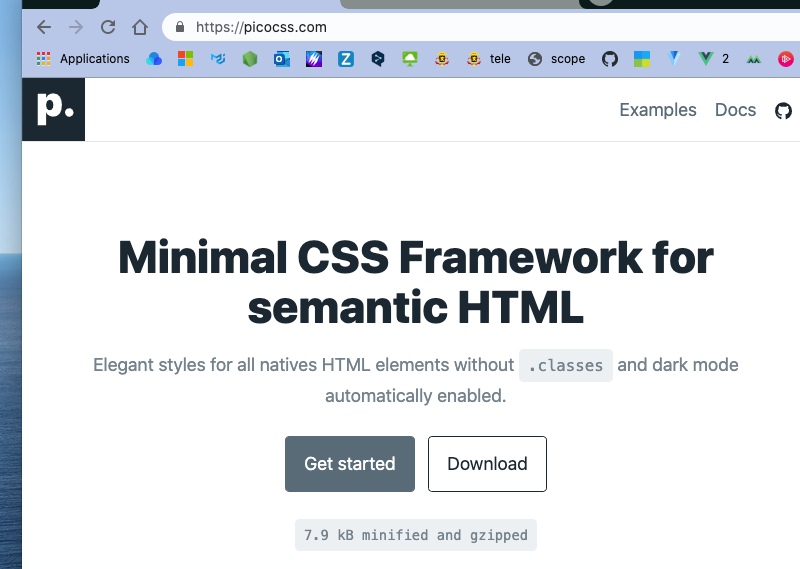 https://picocss.com
Applications
tele
scope
2
p.
Examples Docs
Minimal CSS Framework for
semantic HTML
Elegant styles for all natives HTML elements without .classes and dark mode
automatically enabled.
Get started Download
7.9 kB minified and gzipped